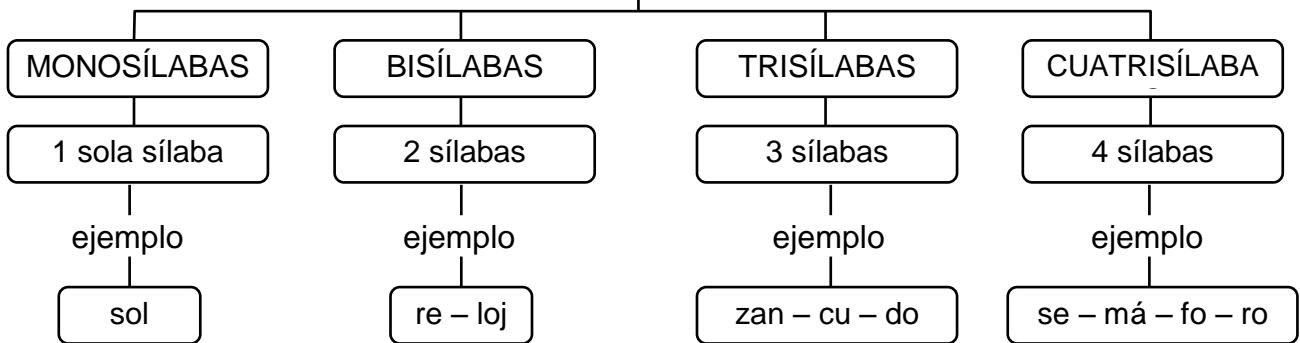 MONOSÍLABAS BISÍLABAS TRISÍLABAS CUATRISÍLABA
1 sola sílaba 2 sílabas 3 sílabas 4 sílabas
ejemplo ejemplo ejemplo ejemplo
sol re – loj zan – cu – do se – má – fo – ro